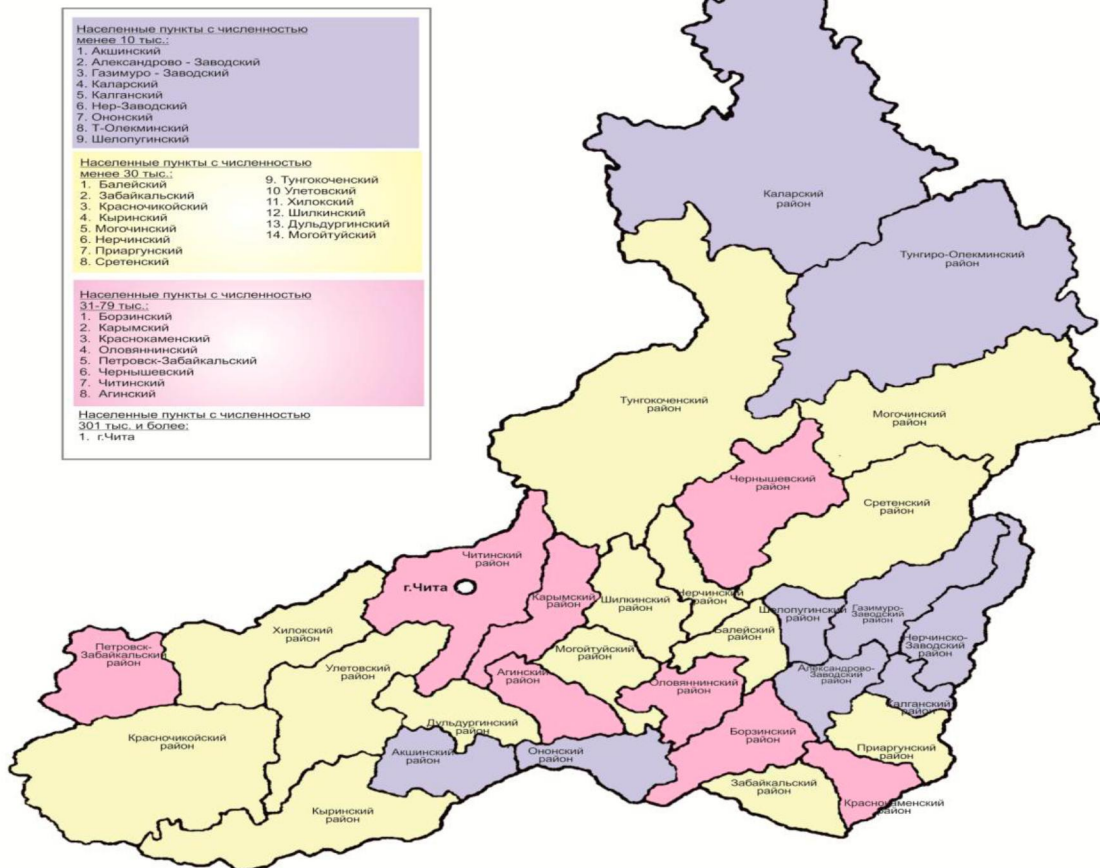 Населенные пункты с численностью
менее 10 тыс.:
1. Акшинский
2. Александрово - Заводский
3. Газимуро - Заводский
4. Каларский
5. Калганский
6. Нер-Заводский
7. Ононский
8. Т-Олекминский
9. Шелопугинский
Населенные пункты с численностью
менее 30 тыс.:
1. Балейский
2. Забайкальский
3. Красночикойский
4. Кыринский
5. Могочинский
6. Нерчинский
7. Приаргунский
8. Сретенский
9. Тунгокоченский
10 Улетовский
11. Хилокский
12. Шилкинский
13. Дульдургинский
14. Могойтуйский
Населенные пункты с численностью
31-79 тыс.:
1. Борзинский
2. Карымский
3. Краснокаменский
4. Оловяннинский
5. Петровск-Забайкальский
6. Чернышевский
7. Читинский
8. Агинский
Населенные пункты с численностью
301 тыс. и более:
1. г.Чита
Каларский
район
Тунгиро-Олекминский
район
Тунгокоченский
район
Могочинский
район
Чернышевский
район
Сретенский
район
Читинский
район
г.Чита
Карымский
район
Шилкинский
район
Нерчинский
район
Шелопугинский
район
Газимуро-
Заводский
район
Нерчинско-
Заводский
район
Балейский
район
Хилокский
район
Петровск-
Забайкальский
район
Улетовский
район
Могойтуйский
район
Агинский
район
Оловяннинский
район
Александрово-
Заводский
район
Калганский
район
Дульдургинский
район
Красночикойский
район
Акшинский
район
Ононский
район
Борзинский
район
Приаргунский
район
Забайкальский
район
Краснокаменский
район
Кыринский
район